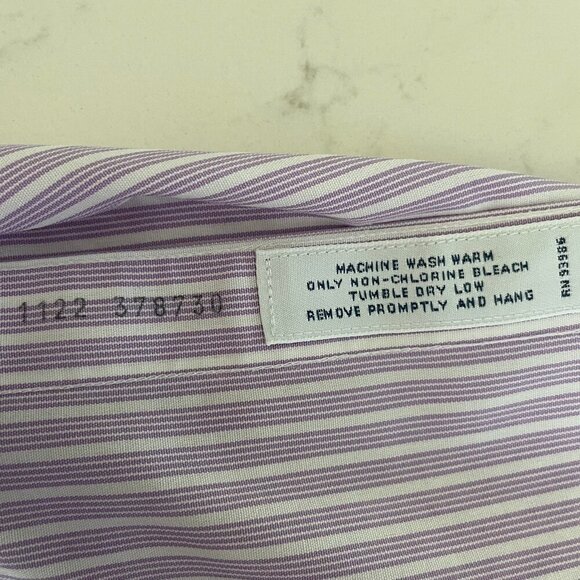 1122 378730
MACHINE WASH WARM
ONLY NON-CHLORINE BLEACH
TUMBLE DRY LOW
REMOVE PROMPTLY AND HANG
RN 93986